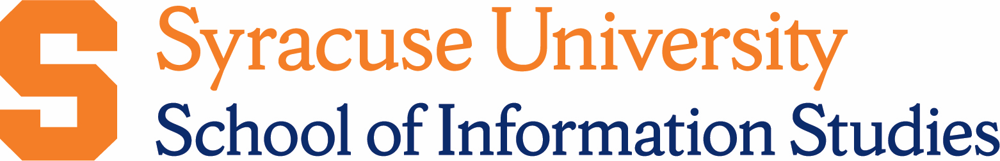 S
Syracuse University
School of Information Studies